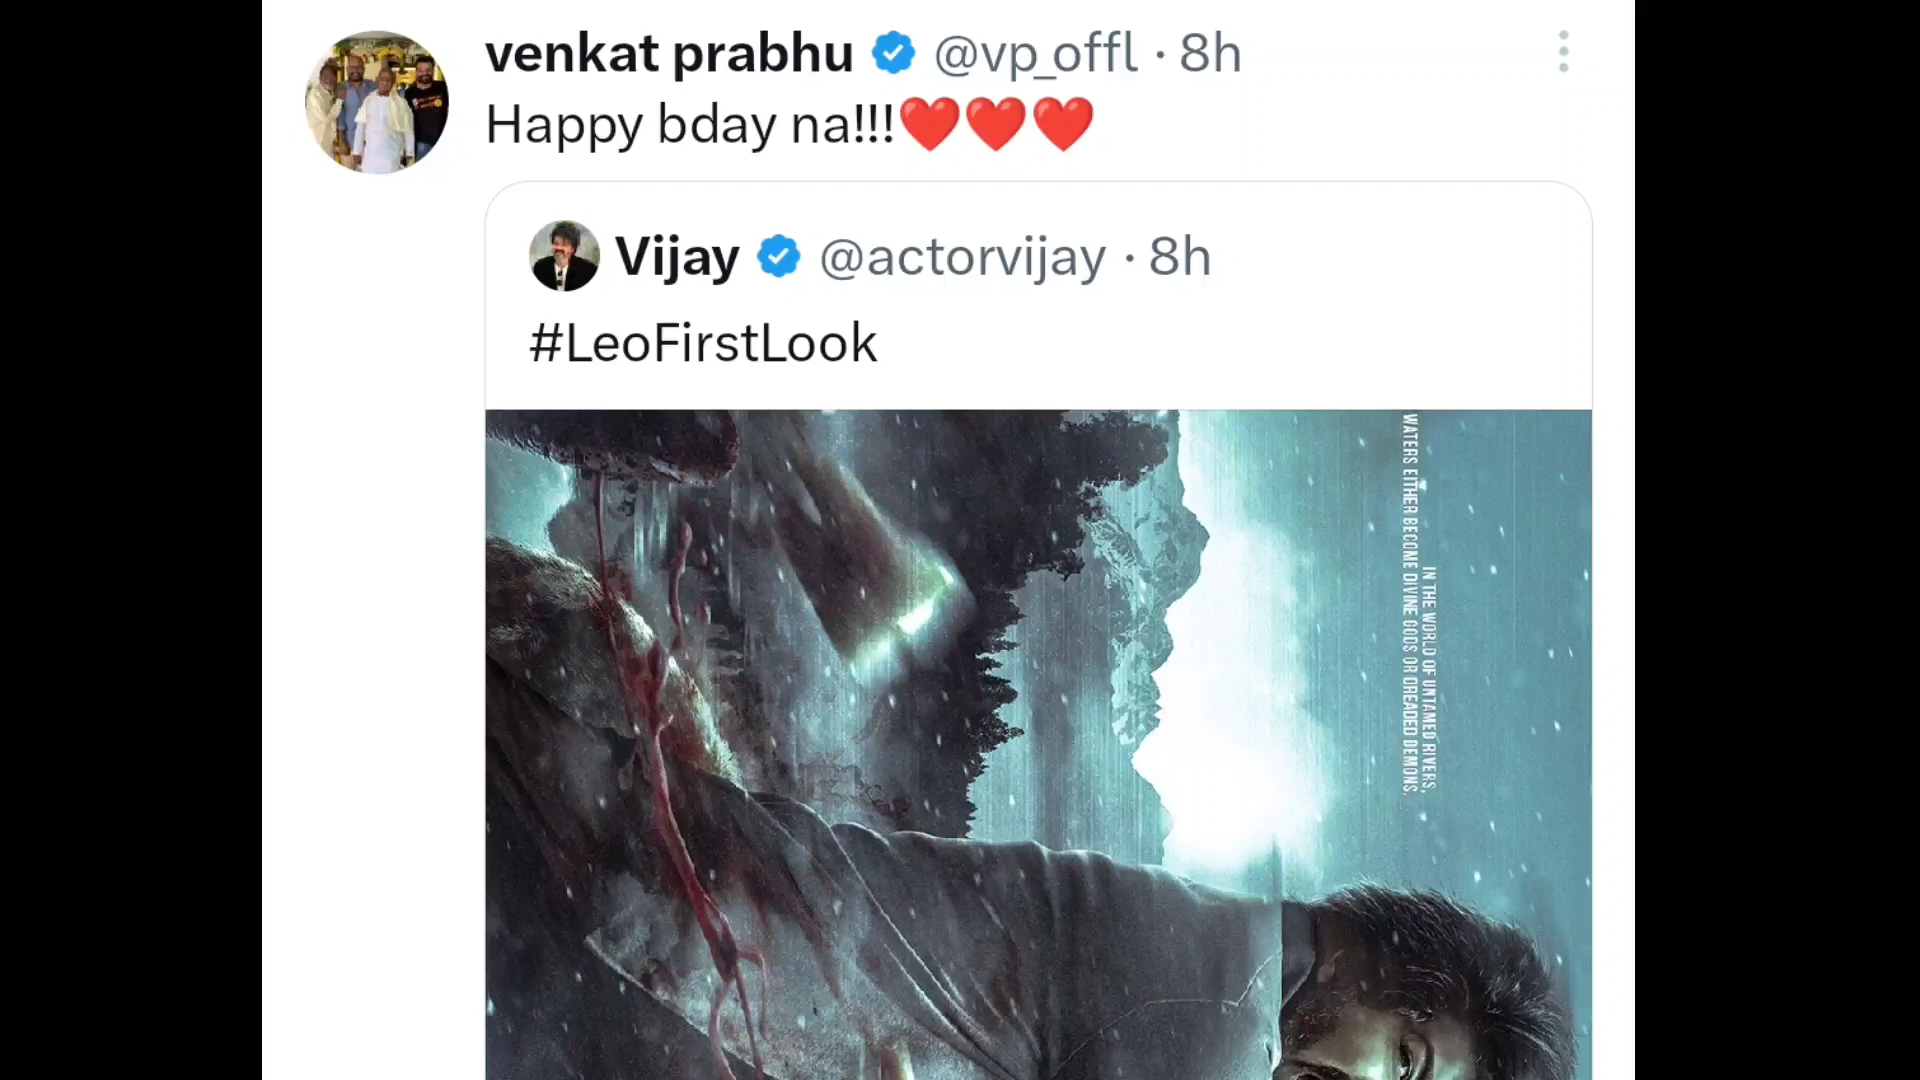 venkat prabhu @vp_offl · 8h
Happy bday na!!!❤️❤️❤️
Vijay @actorvijay · 8h
#LeoFirstLook
IN THE WORLD OF UNTAMED RIVERS,
WATERS EITHER BECOME DIVINE GODS OR DREADED DEMONS.